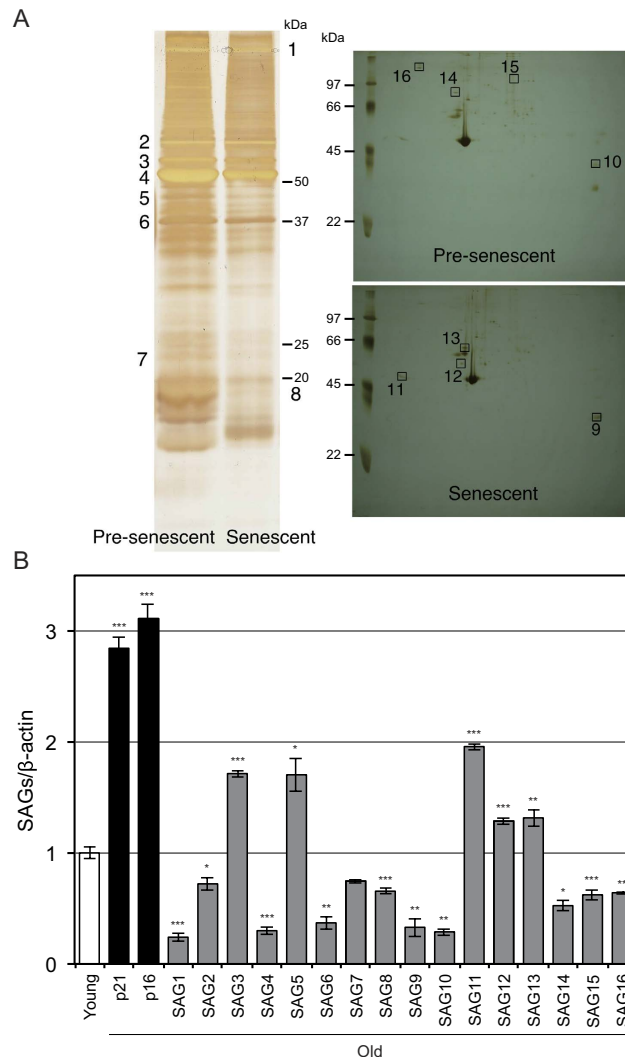 A
kDa
kDa
1
2
3
4
5
6
7
8
50
37
25
20
Pre-senescent
Senescent
97
66
45
22
16
14
15
10
Pre-senescent
97
66
45
22
13
12
11
9
Senescent
B
SAGs/β-actin
3
2
1
0
***
***
***
*
***
***
*
**
***
**
**
***
***
**
*
***
**
Young
p21
p16
SAG1
SAG2
SAG3
SAG4
SAG5
SAG6
SAG7
SAG8
SAG9
SAG10
SAG11
SAG12
SAG13
SAG14
SAG15
SAG16
Old